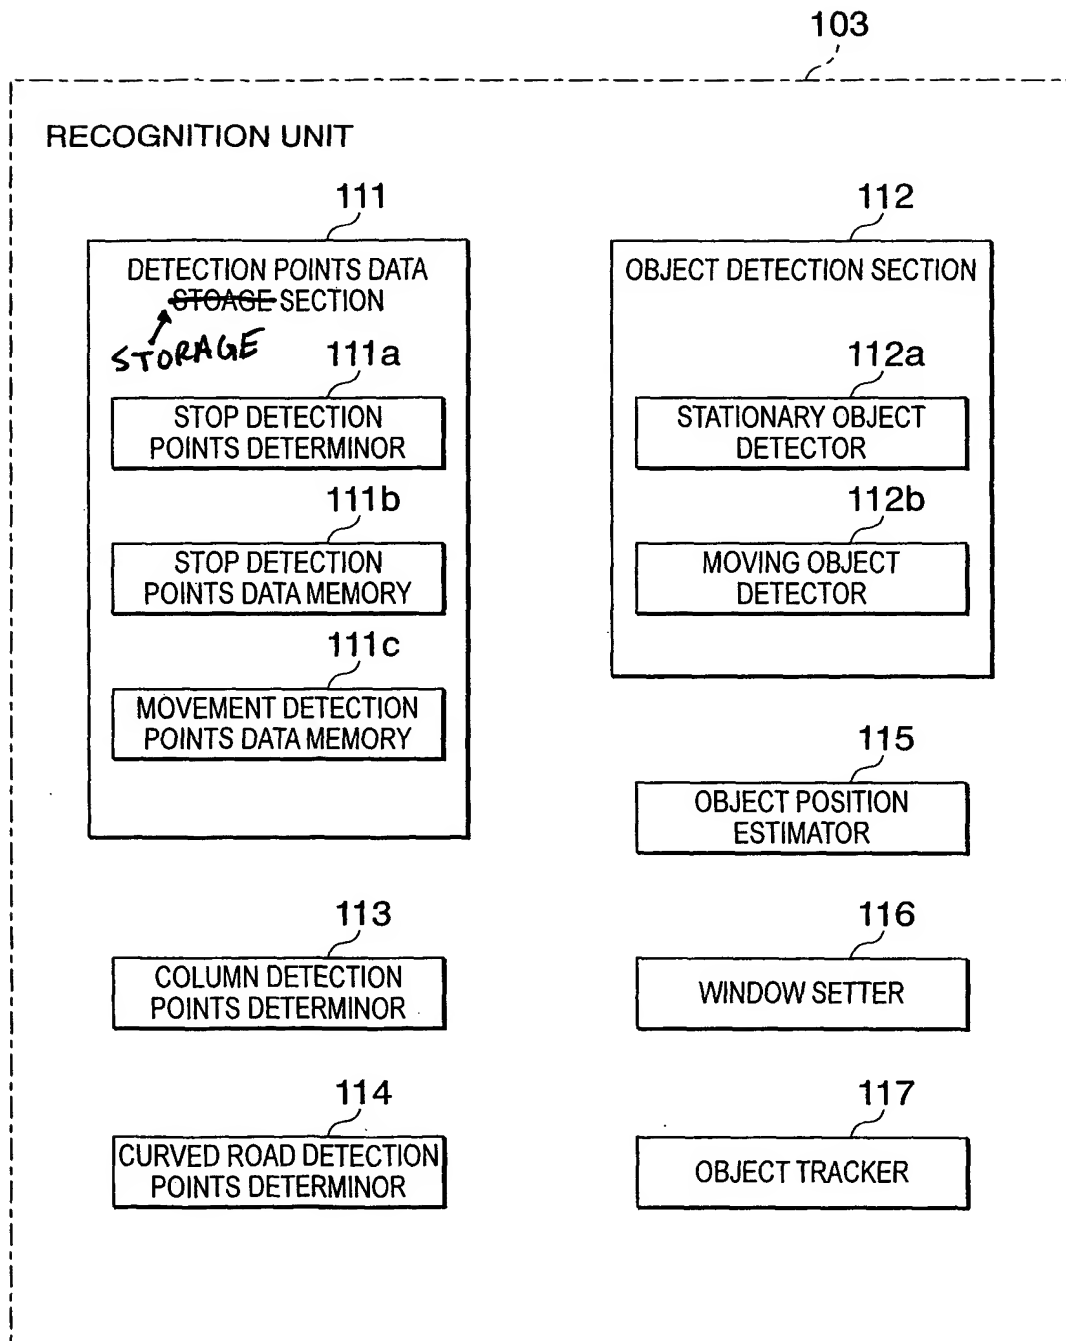 103
RECOGNITION UNIT
111
DETECTION POINTS DATA
STOAGE SECTION
STORAGE
111a
STOP DETECTION
POINTS DETERMINOR
111b
STOP DETECTION
POINTS DATA MEMORY
111c
MOVEMENT DETECTION
POINTS DATA MEMORY
112
OBJECT DETECTION SECTION
112a
STATIONARY OBJECT
DETECTOR
112b
MOVING OBJECT
DETECTOR
115
OBJECT POSITION
ESTIMATOR
113
COLUMN DETECTION
POINTS DETERMINOR
116
WINDOW SETTER
114
CURVED ROAD DETECTION
POINTS DETERMINOR
117
OBJECT TRACKER